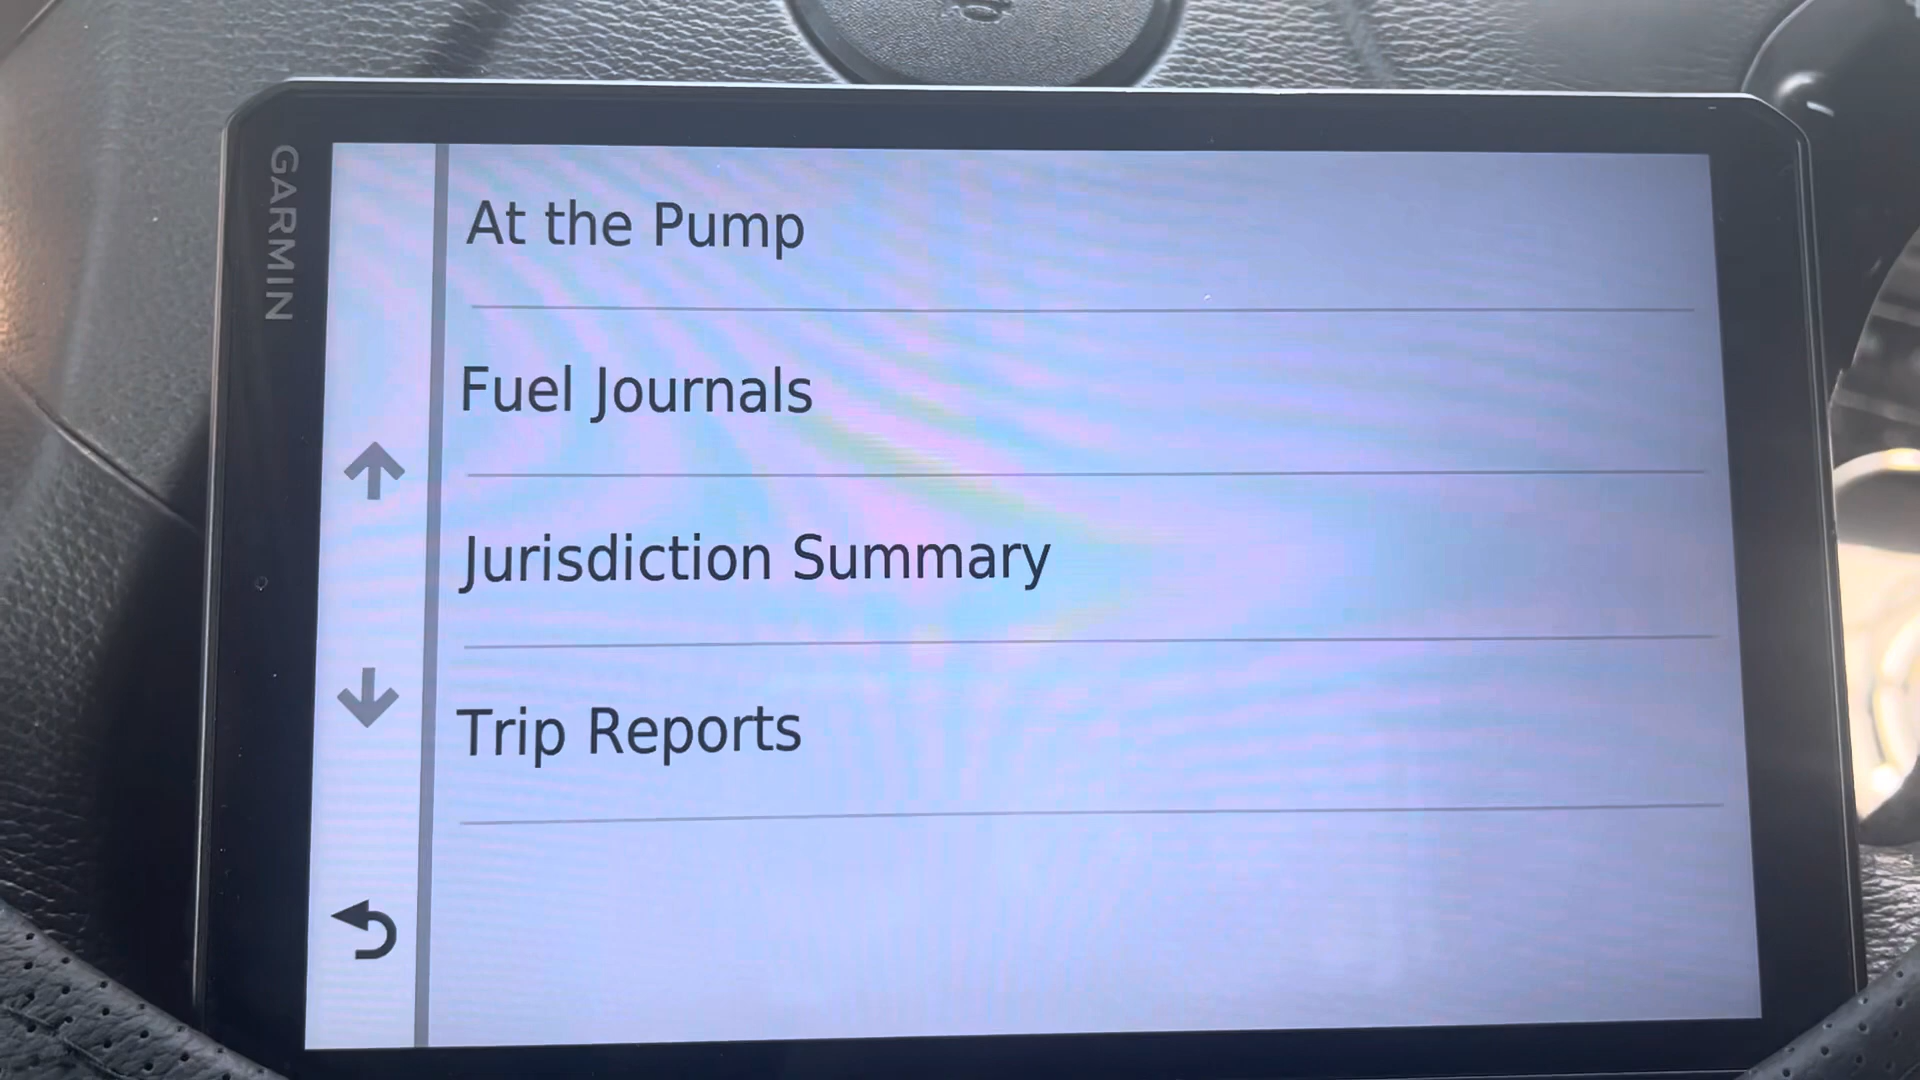 GARMIN
At the Pump
Fuel Journals
Jurisdiction Summary
Trip Reports